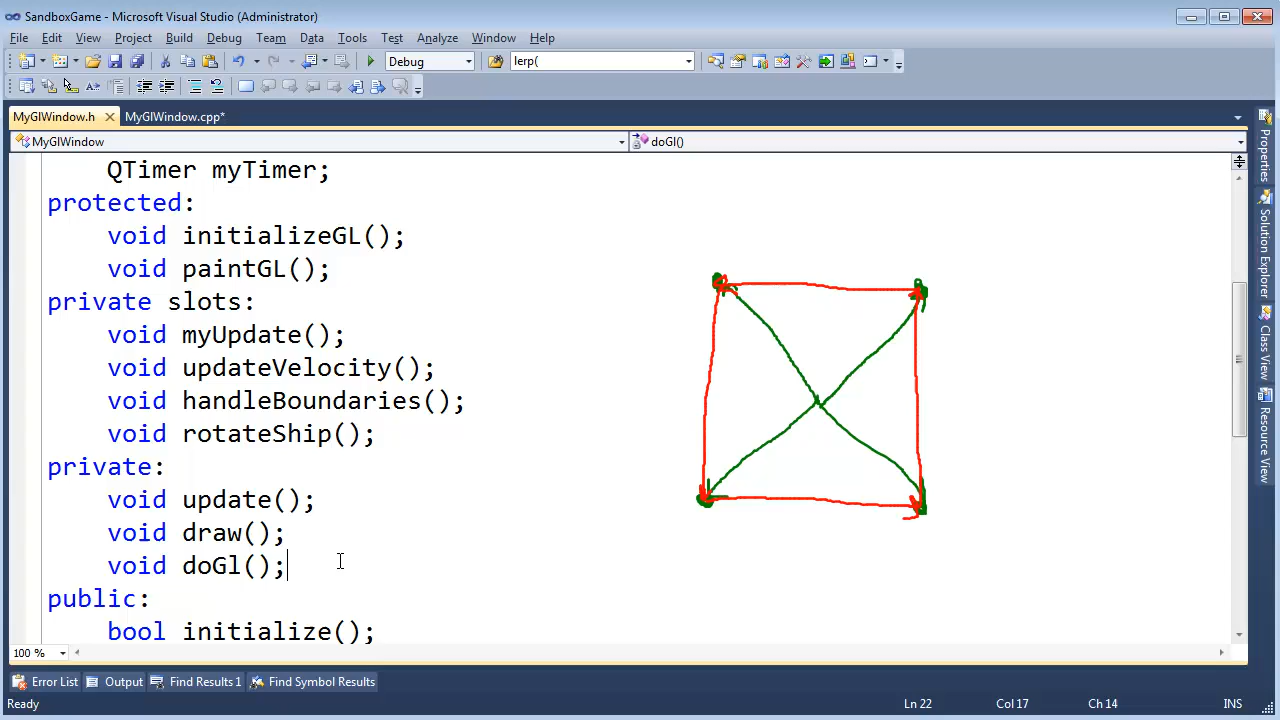 SandboxGame - Microsoft Visual Studio (Administrator)
File Edit View Project Build Debug Team Data Tools Test Analyze Window Help
Debug lerp(
MyGlWindow.h MyGlWindow.cpp*
MyGlWindow doGl()
QTimer myTimer;
protected:
void initializeGL();
void paintGL();
private slots:
void myUpdate();
void updateVelocity();
void handleBoundaries();
void rotateShip();
private:
void update();
void draw();
void doGl();
public:
bool initialize();
100 %
Properties
Solution Explorer
Class View
Resource View
Error List Output Find Results 1 Find Symbol Results
Ready Ln 22 Col 17 Ch 14 INS